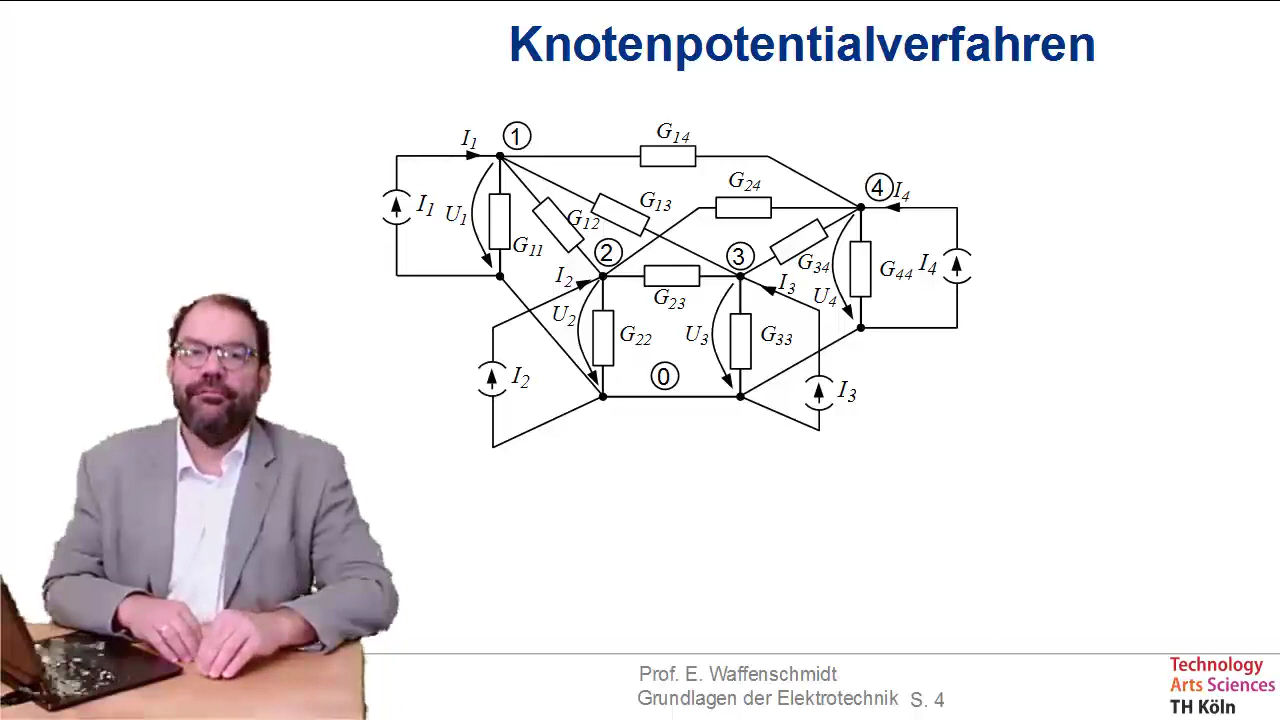 Knotenpotentialverfahren
I1 1 G14
I1 U1 G11 G12 G13 G24 4 I4
2 3 G34 G44 I4
I2 G23 I3 U4
U2 G22 U3 G33
I2 0 I3
Prof. E. Waffenschmidt
Grundlagen der Elektrotechnik S. 4
Technology
Arts Sciences
TH Köln